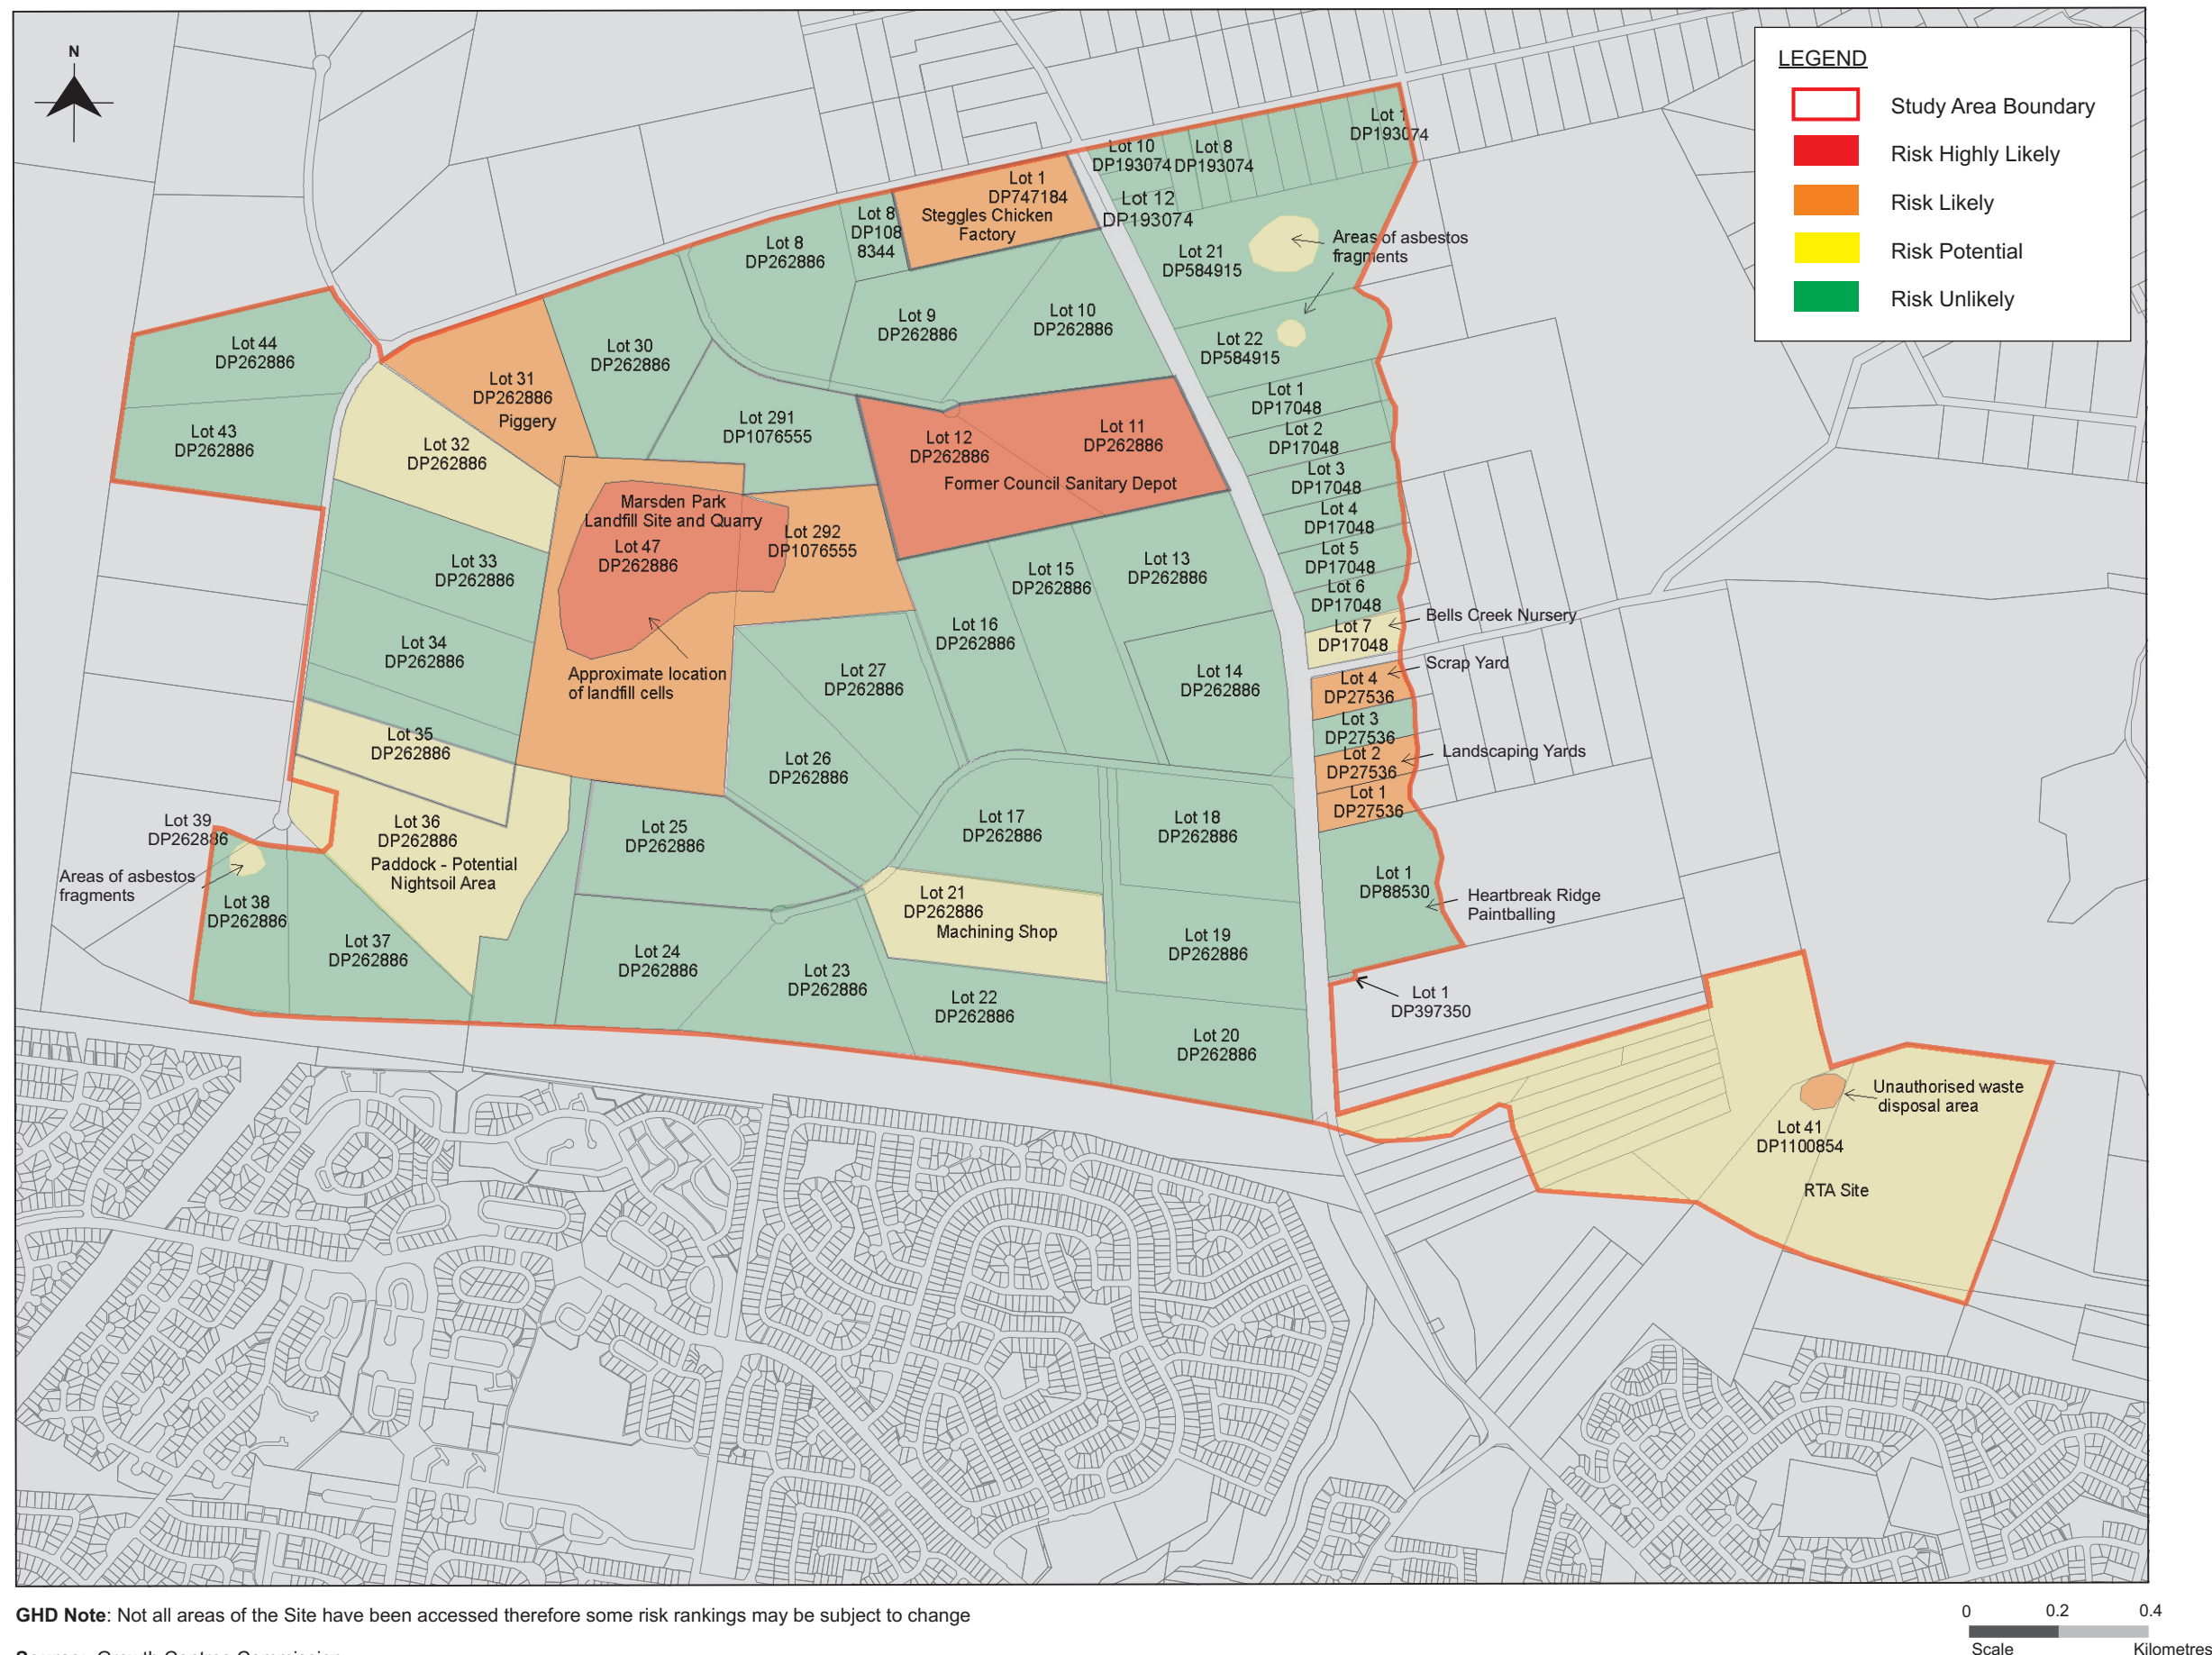 N
LEGEND
Study Area Boundary
Risk Highly Likely
Risk Likely
Risk Potential
Risk Unlikely
Lot 1
DP193074
Lot 10
DP193074
Lot 8
DP193074
Lot 12
DP193074
Lot 1
DP747184
Steggles Chicken
Factory
Lot 8
DP108
8344
Lot 8
DP262886
Lot 21
DP584915
Areas of asbestos
fragments
Lot 9
DP262886
Lot 10
DP262886
Lot 22
DP584915
Lot 44
DP262886
Lot 30
DP262886
Lot 31
DP262886
Piggery
Lot 43
DP262886
Lot 32
DP262886
Lot 291
DP1076555
Lot 12
DP262886
Lot 11
DP262886
Former Council Sanitary Depot
Lot 1
DP17048
Lot 2
DP17048
Lot 3
DP17048
Lot 4
DP17048
Lot 5
DP17048
Lot 6
DP17048
Lot 7
DP17048
Bells Creek Nursery
Marsden Park
Landfill Site and Quarry
Lot 47
DP262886
Lot 292
DP1076555
Approximate location
of landfill cells
Lot 33
DP262886
Lot 34
DP262886
Lot 15
DP262886
Lot 13
DP262886
Lot 16
DP262886
Lot 14
DP262886
Lot 27
DP262886
Lot 26
DP262886
Scrap Yard
Lot 4
DP27536
Lot 3
DP27536
Lot 2
DP27536
Landscaping Yards
Lot 1
DP27536
Lot 35
DP262886
Lot 36
DP262886
Paddock - Potential
Nightsoil Area
Lot 39
DP262886
Areas of asbestos
fragments
Lot 38
DP262886
Lot 37
DP262886
Lot 25
DP262886
Lot 17
DP262886
Lot 18
DP262886
Lot 1
DP88530
Heartbreak Ridge
Paintballing
Lot 21
DP262886
Machining Shop
Lot 24
DP262886
Lot 23
DP262886
Lot 22
DP262886
Lot 19
DP262886
Lot 20
DP262886
Lot 1
DP397350
Unauthorised waste
disposal area
Lot 41
DP1100854
RTA Site
GHD Note: Not all areas of the Site have been accessed therefore some risk rankings may be subject to change
0 0.2 0.4
Scale Kilometres